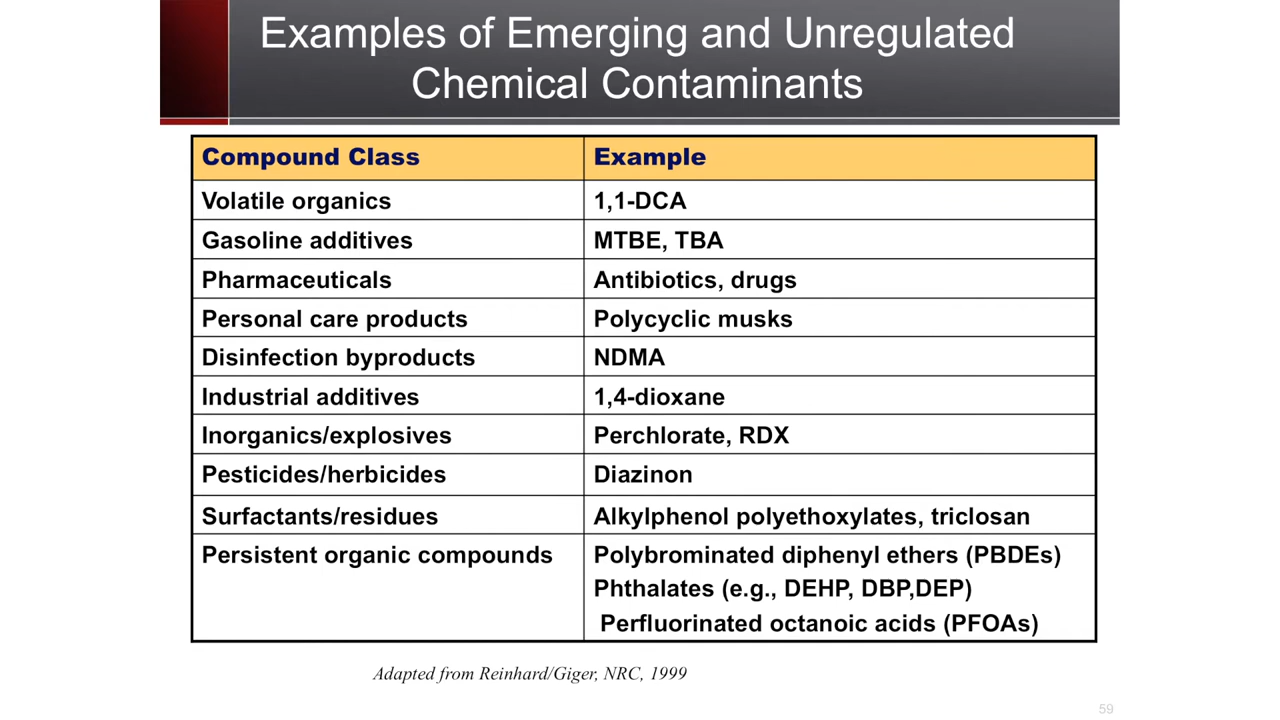 Examples of Emerging and Unregulated
Chemical Contaminants
Compound Class Example
Volatile organics 1,1-DCA
Gasoline additives MTBE, TBA
Pharmaceuticals Antibiotics, drugs
Personal care products Polycyclic musks
Disinfection byproducts NDMA
Industrial additives 1,4-dioxane
Inorganics/explosives Perchlorate, RDX
Pesticides/herbicides Diazinon
Surfactants/residues Alkylphenol polyethoxylates, triclosan
Persistent organic compounds Polybrominated diphenyl ethers (PBDEs)
Phthalates (e.g., DEHP, DBP,DEP)
Perfluorinated octanoic acids (PFOAs)
Adapted from Reinhard/Giger, NRC, 1999
59